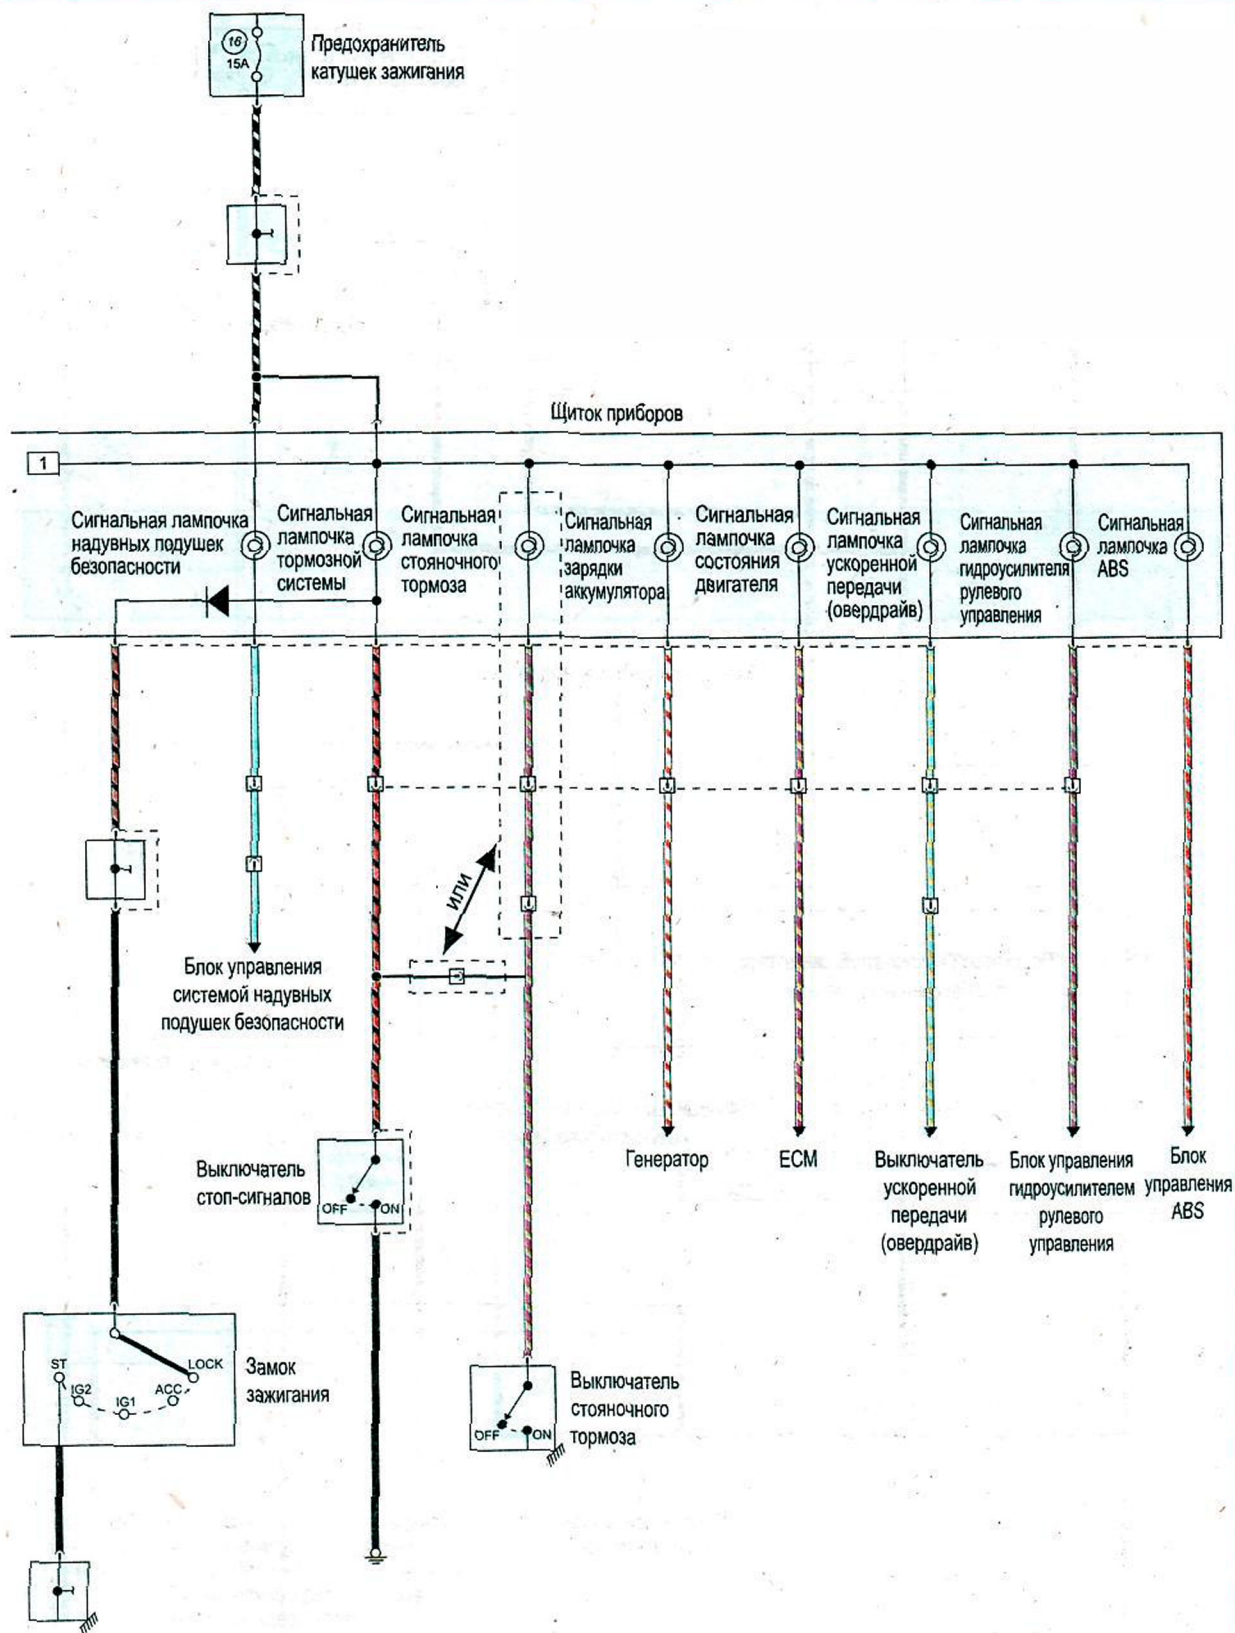 16
15А
Предохранитель
катушек зажигания
Щиток приборов
1
Сигнальная лампочка
надувных подушек
безопасности
Сигнальная
лампочка
тормозной
системы
Сигнальная
лампочка
стояночного
тормоза
Сигнальная
лампочка
зарядки
аккумулятора
Сигнальная
лампочка
состояния
двигателя
Сигнальная
лампочка
ускоренной
передачи
(овердрайв)
Сигнальная
лампочка
гидроусилителя
рулевого
управления
Сигнальная
лампочка
ABS
ИЛИ
Блок управления
системой надувных
подушек безопасности
Выключатель
стоп-сигналов
OFF
ON
Генератор
ECM
Выключатель
ускоренной
передачи
(овердрайв)
Блок управления
гидроусилителем
рулевого
управления
Блок
управления
ABS
ST
IG2
IG1
ACC
LOCK
Замок
зажигания
Выключатель
стояночного
тормоза
OFF
ON